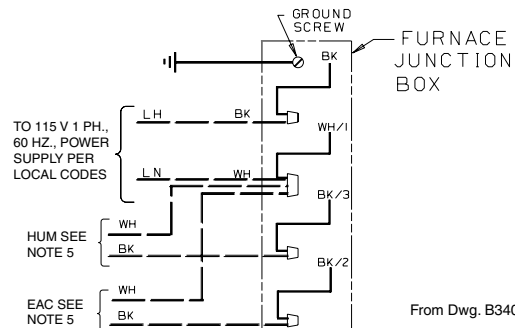 GROUND
SCREW
FURNACE
JUNCTION
BOX
BK
LH BK
TO 115 V 1 PH.,
60 HZ., POWER
SUPPLY PER
LOCAL CODES
WH/1
LN WH
BK/3
WH
HUM SEE
NOTE 5
BK
BK/2
WH
EAC SEE
NOTE 5
BK
From Dwg. B340